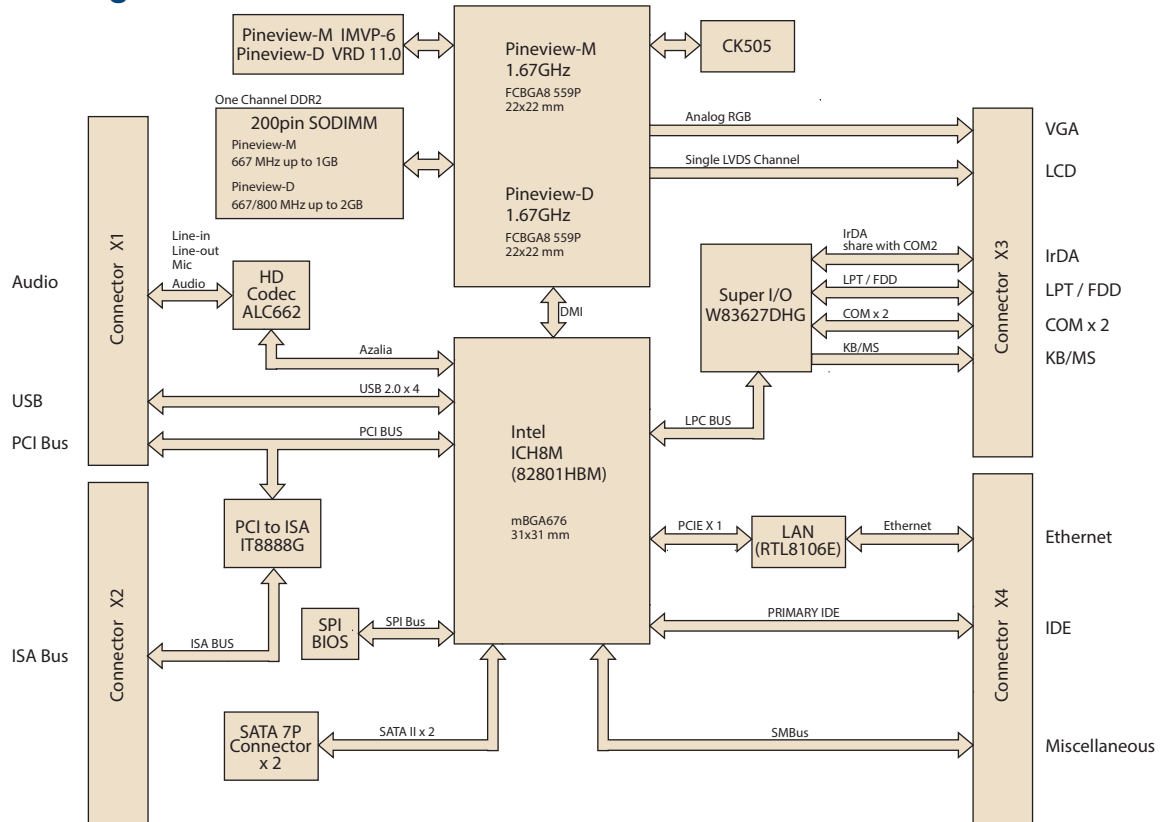 Pineview-M IMVP-6
Pineview-D VRD 11.0
Pineview-M
1.67GHz
FCBGA8 559P
22x22 mm
CK505
One Channel DDR2
200pin SODIMM
Pineview-M
667 MHz up to 1GB
Pineview-D
667/800 MHz up to 2GB
Pineview-D
1.67GHz
FCBGA8 559P
22x22 mm
Analog RGB
VGA
Single LVDS Channel
LCD
Connector X1
Line-in
Line-out
Mic
Audio
Audio
HD
Codec
ALC662
DMI
Super I/O
W83627DHG
IrDA
share with COM2
IrDA
LPT / FDD
LPT / FDD
COM x 2
COM x 2
KB/MS
KB/MS
Connector X3
Azalia
USB
USB 2.0 x 4
PCI Bus
PCI BUS
LPC BUS
Intel
ICH8M
(82801HBM)
mBGA676
31x31 mm
PCI to ISA
IT8888G
PCIE X 1
LAN
(RTL8106E)
Ethernet
Ethernet
Connector X2
ISA Bus
ISA BUS
SPI
BIOS
SPI Bus
PRIMARY IDE
IDE
Connector X4
SATA 7P
Connector
x 2
SATA II x 2
SMBus
Miscellaneous